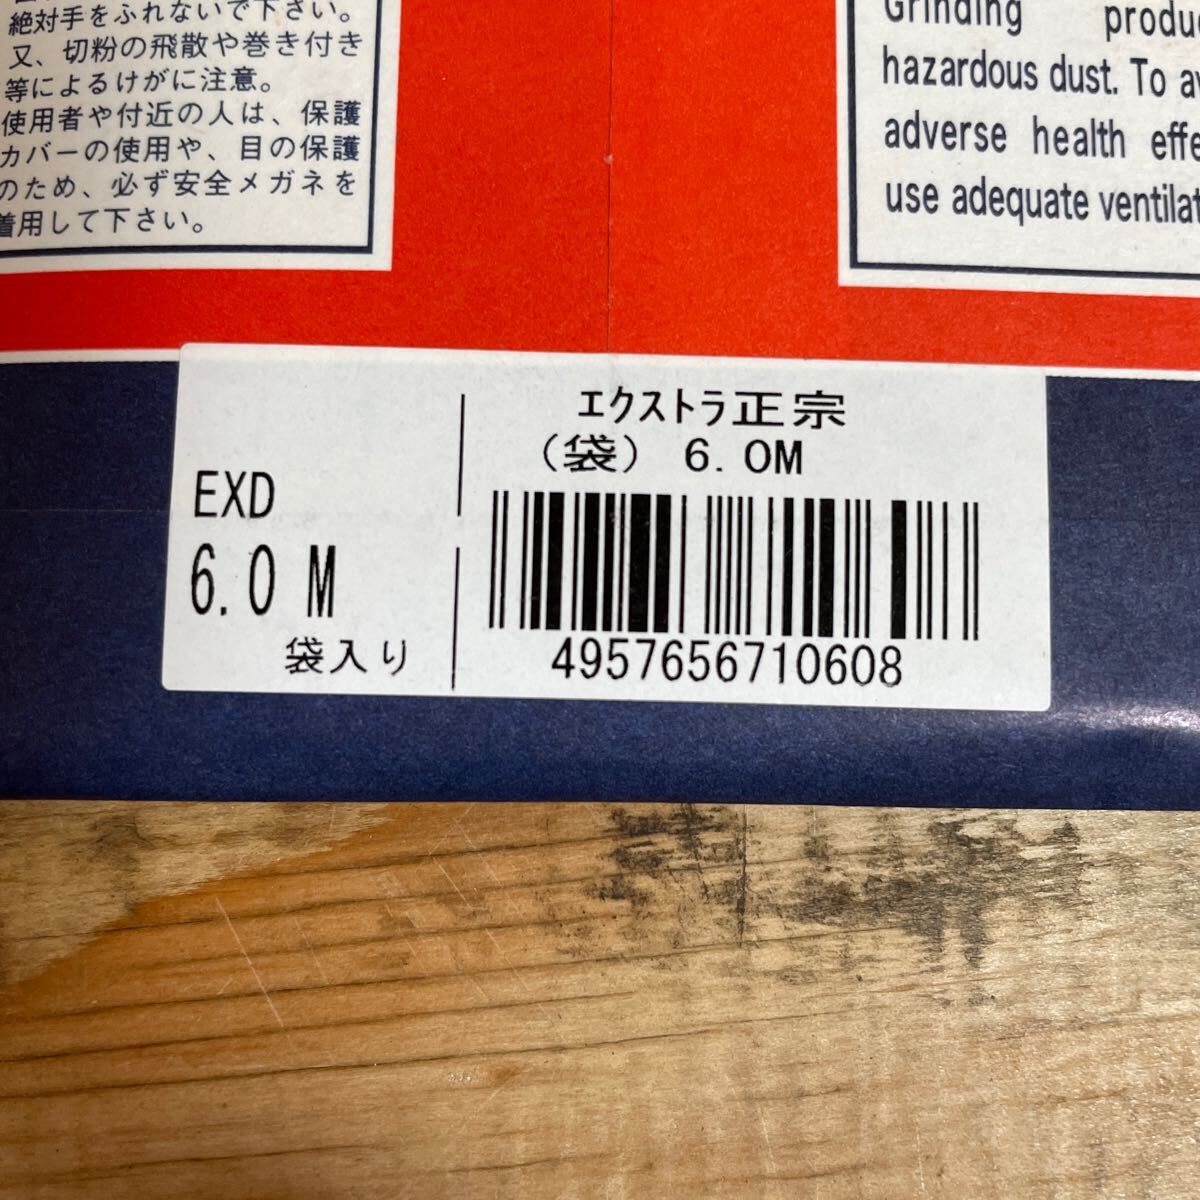 絶対手をふれないで下さい。
又、切粉の飛散や巻き付き
等によるけがに注意。
使用者や付近の人は、保護
カバーの使用や、目の保護
のため、必ず安全メガネを
着用して下さい。
Grinding produc
hazardous dust. To av
adverse health effe
use adequate ventilat
エクストラ正宗
（袋） 6.0M
EXD
6.0 M
袋入り
4957656710608